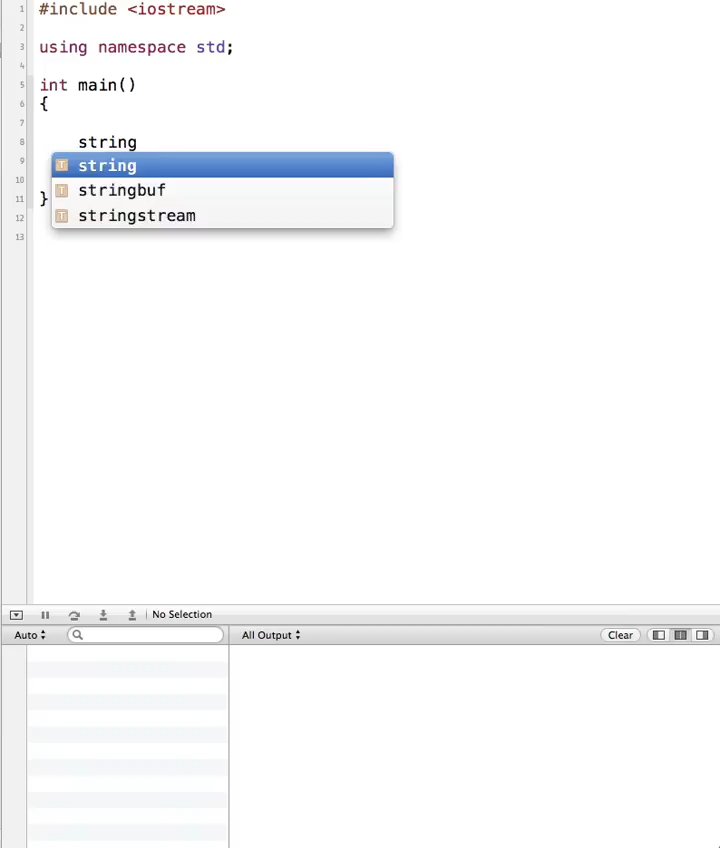 1 #include <iostream>
2
3 using namespace std;
4
5 int main()
6 {
7
8 string
9 string
10 stringbuf
11 } stringstream
12
13
No Selection
Auto All Output Clear